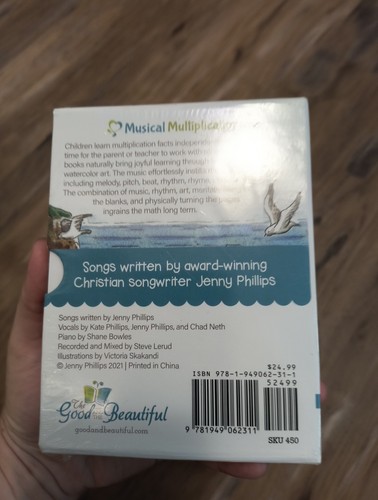 Musical Multiplication
Children learn multiplication facts
time for the parent or teacher to work with
books naturally bring joyful learning through
watercolor art. The music effortlessly
including melody, pitch, beat, rhythm,
The combination of music, rhythm, art,
the blanks, and physically turning the pages
ingrains the math long term.
Songs written by award-winning
Christian songwriter Jenny Phillips
Songs written by Jenny Phillips
Vocals by Kate Phillips, Jenny Phillips, and Chad Neth
Piano by Shane Bowles
Recorded and Mixed by Steve Lerud
Illustrations by Victoria Skakandi
© Jenny Phillips 2021 | Printed in China
The
Good and the Beautiful
goodandbeautiful.com
$24.99
ISBN 978-1-949062-31-1
52499
9 781949 062311
SKU 450